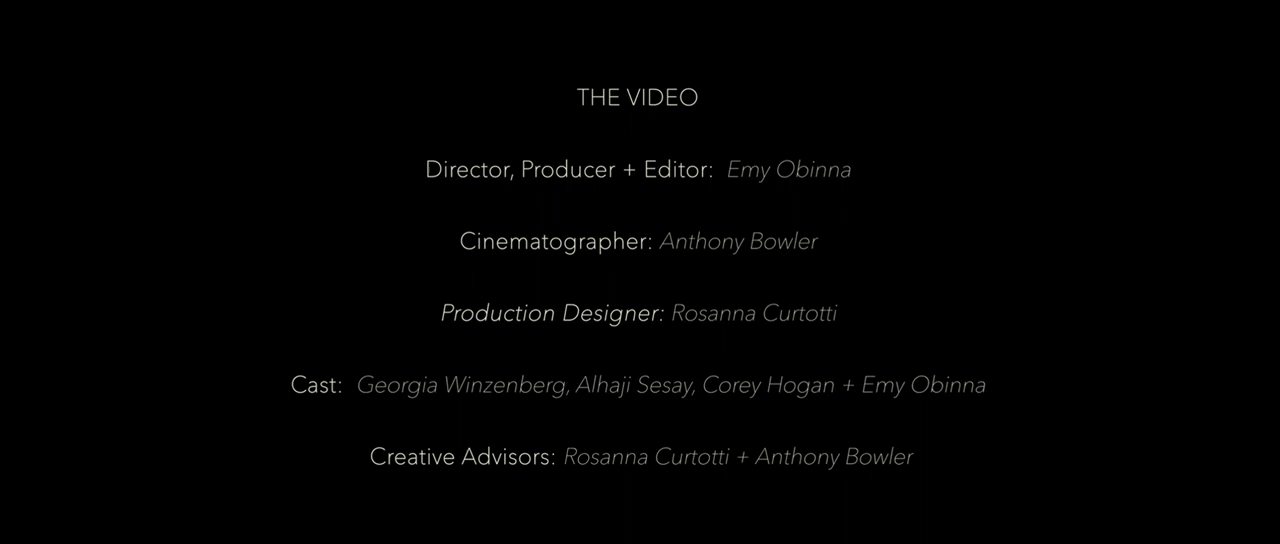 THE VIDEO
Director, Producer + Editor: Emy Obinna
Cinematographer: Anthony Bowler
Production Designer: Rosanna Curtotti
Cast: Georgia Winzenberg, Alhaji Sesay, Corey Hogan + Emy Obinna
Creative Advisors: Rosanna Curtotti + Anthony Bowler